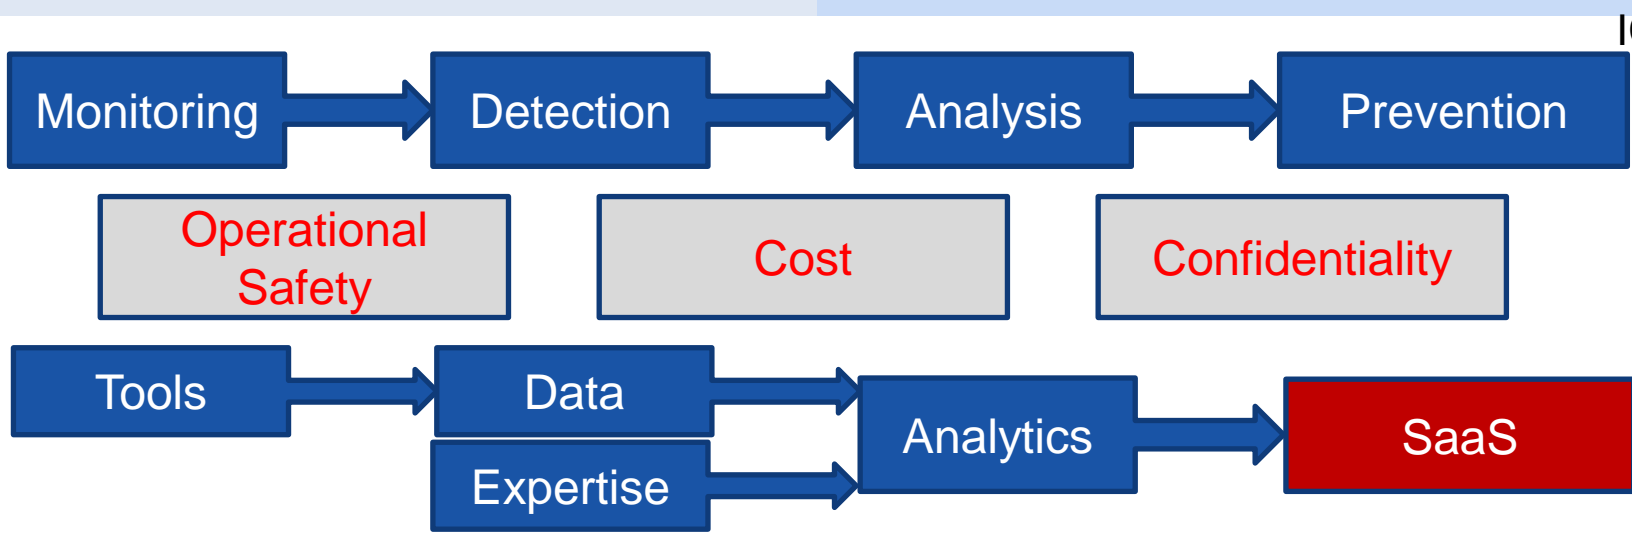 Monitoring
Detection
Analysis
Prevention
Operational
Safety
Cost
Confidentiality
Tools
Data
Expertise
Analytics
SaaS